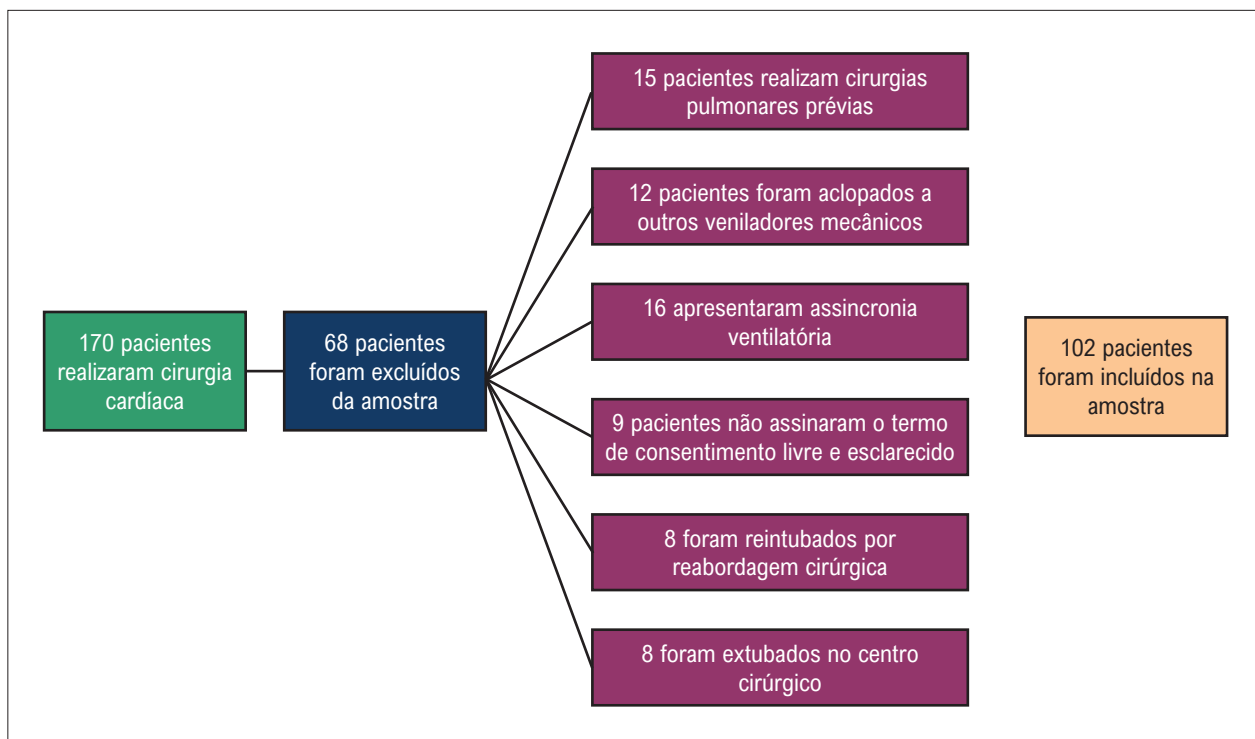 170 pacientes
realizaram cirurgia
cardíaca
68 pacientes
foram excluídos
da amostra
15 pacientes realizam cirurgias
pulmonares prévias
12 pacientes foram aclopados a
outros veniladores mecânicos
16 apresentaram assincronia
ventilatória
9 pacientes não assinaram o termo
de consentimento livre e esclarecido
8 foram reintubados por
reabordagem cirúrgica
8 foram extubados no centro
cirúrgico
102 pacientes
foram incluídos na
amostra